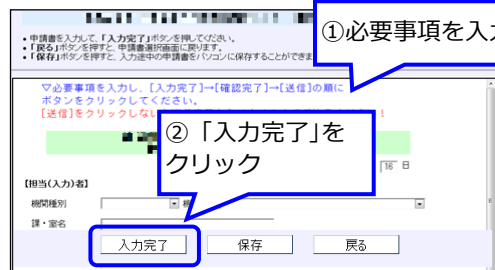 ・申請書を入力して、「入力完了」ボタンを押してください。
・「戻る」ボタンを押すと、申請書選択画面に戻ります。
・「保存」ボタンを押すと、入力途中の申請書をパソコンに保存することができま
①必要事項を入
▽必要事項を入力し、[入力完了]→[確認完了]→[送信]の順に
ボタンをクリックしてください。
[送信]をクリックしない
！
②「入力完了」を
クリック
16 日
【担当(入力)者】
機関種別
課・室名
入力完了 保存 戻る